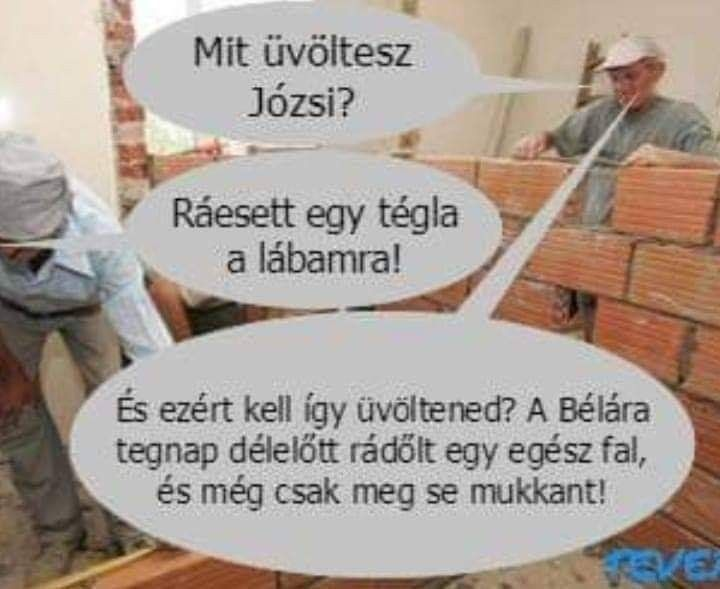 Mit üvöltesz
Józsi?
Ráesett egy tégla
a lábamra!
És ezért kell így üvöltened? A Bélára
tegnap délelőtt rádőlt egy egész fal,
és még csak meg se mukkant!